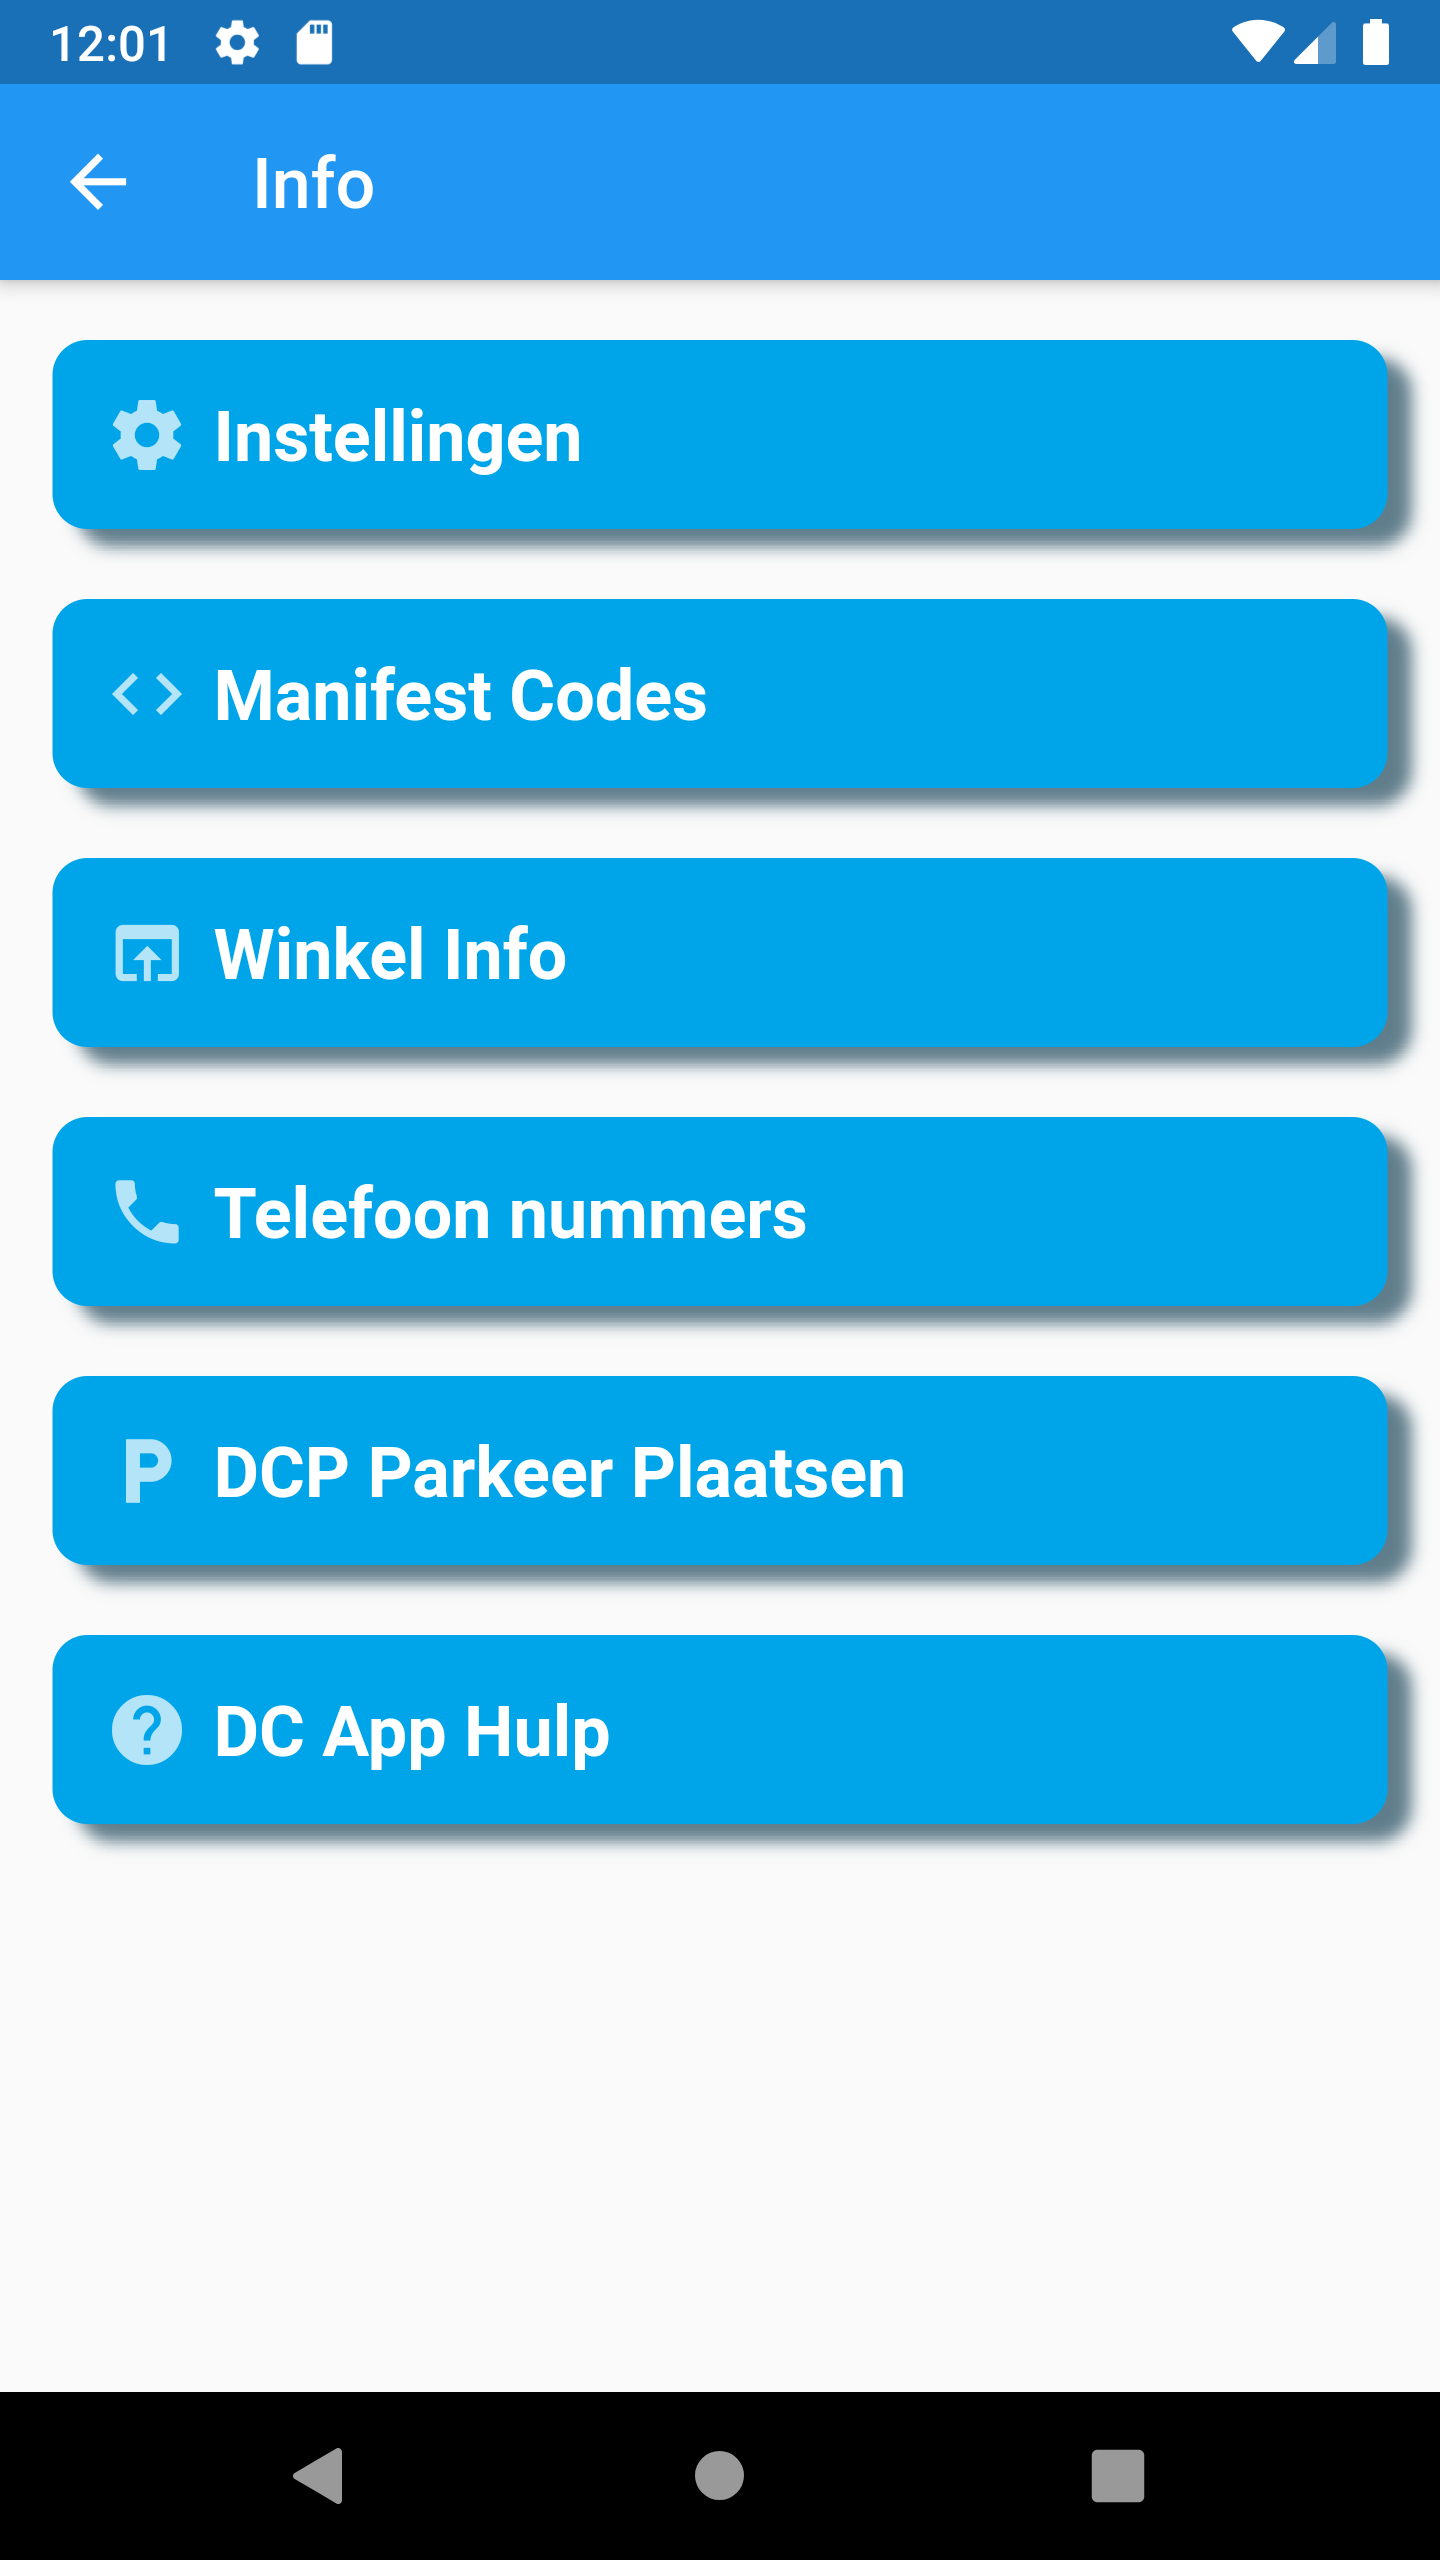 12:01
Info
Instellingen
Manifest Codes
Winkel Info
Telefoon nummers
DCP Parkeer Plaatsen
DC App Hulp